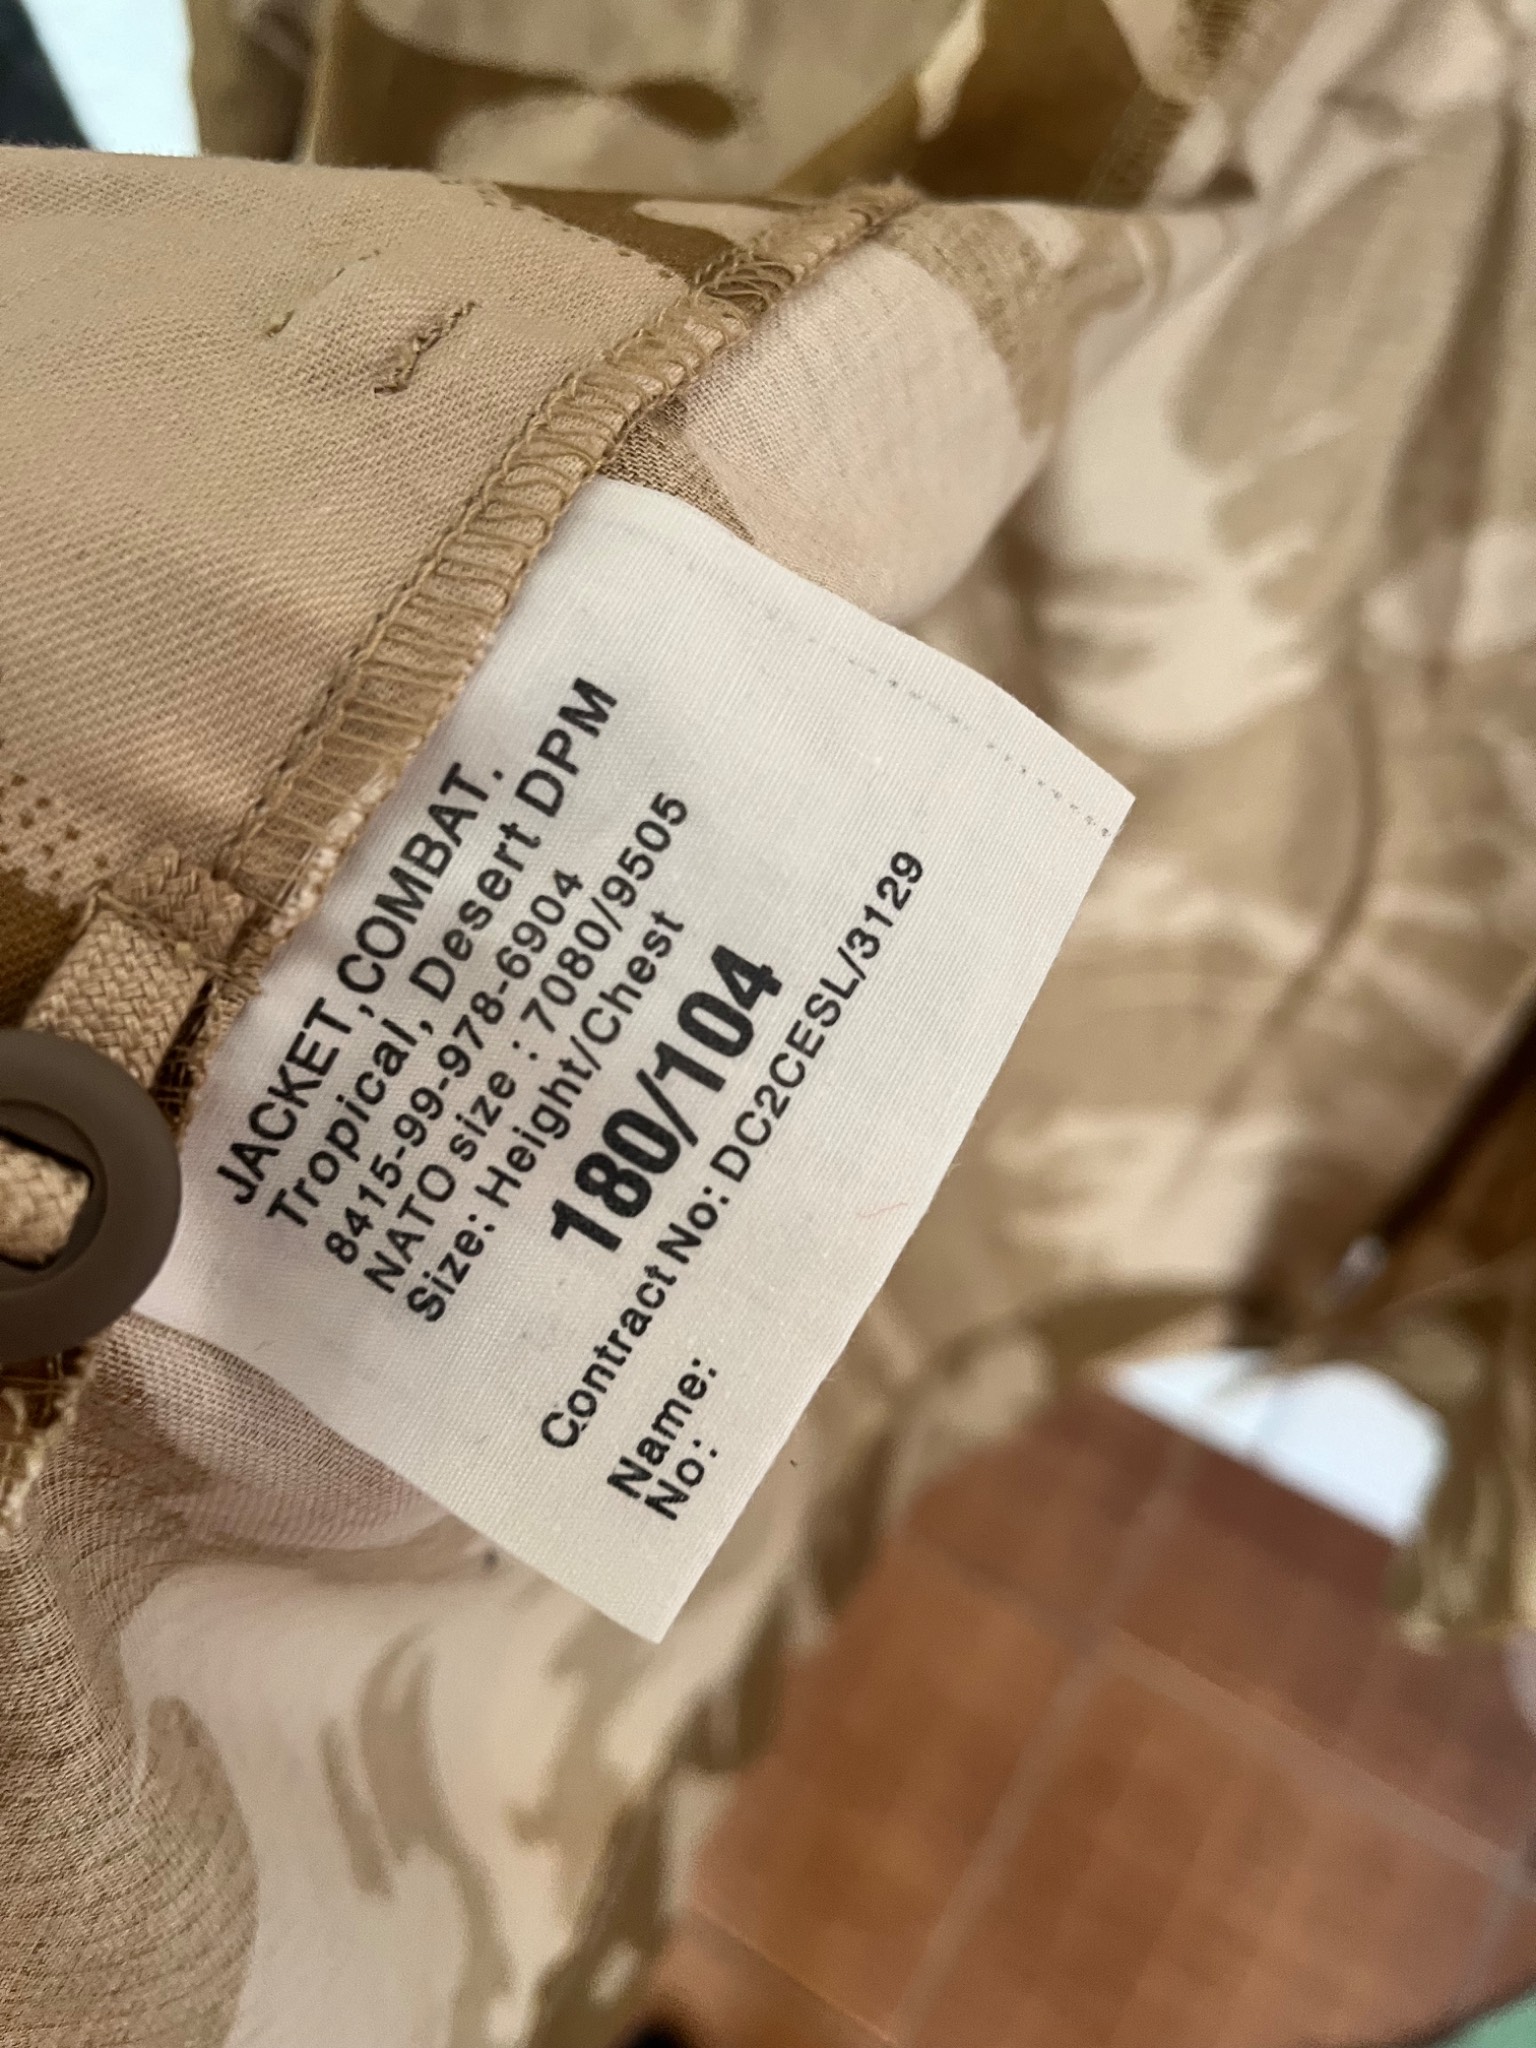 JACKET,COMBAT.
Tropical, Desert DPM
8415-99-978-6904
NATO size : 7080/9505
Size: Height/Chest
180/104
Contract No: DC2CESL/3129
Name:
No: